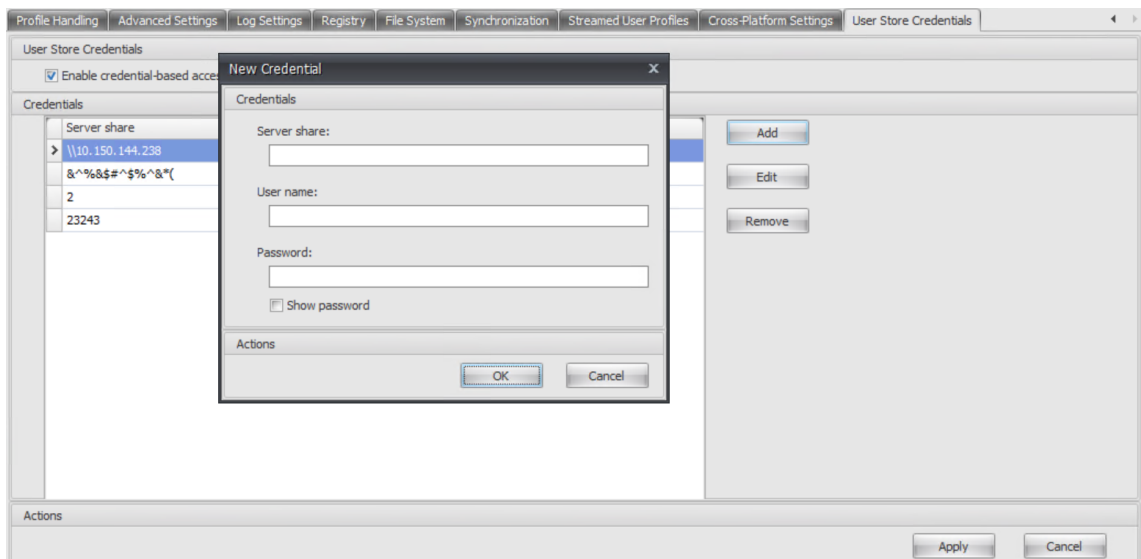 Profile Handling Advanced Settings Log Settings Registry File System Synchronization Streamed User Profiles Cross-Platform Settings User Store Credentials
User Store Credentials
Enable credential-based acces
Credentials
Server share
\\10.150.144.238
&^%&$#^$%^&*(
2
23243
New Credential x
Credentials
Server share:
User name:
Password:
Show password
Actions
OK Cancel
Add
Edit
Remove
Actions
Apply Cancel